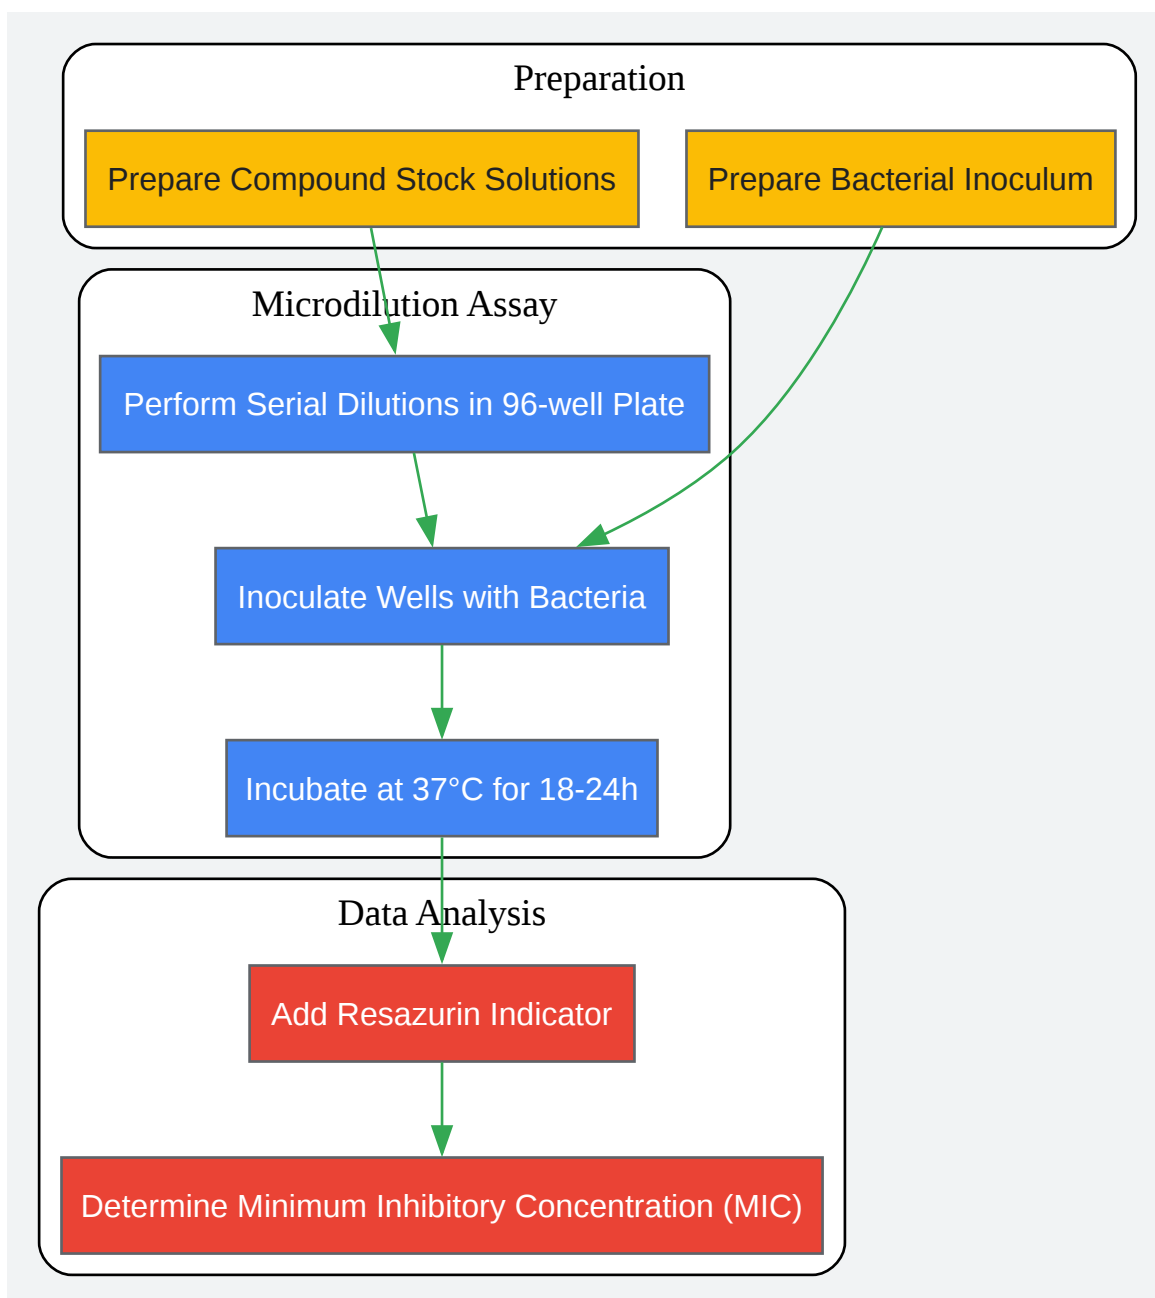 Preparation
Prepare Compound Stock Solutions
Prepare Bacterial Inoculum
Microdilution Assay
Perform Serial Dilutions in 96-well Plate
Inoculate Wells with Bacteria
Incubate at 37°C for 18-24h
Data Analysis
Add Resazurin Indicator
Determine Minimum Inhibitory Concentration (MIC)